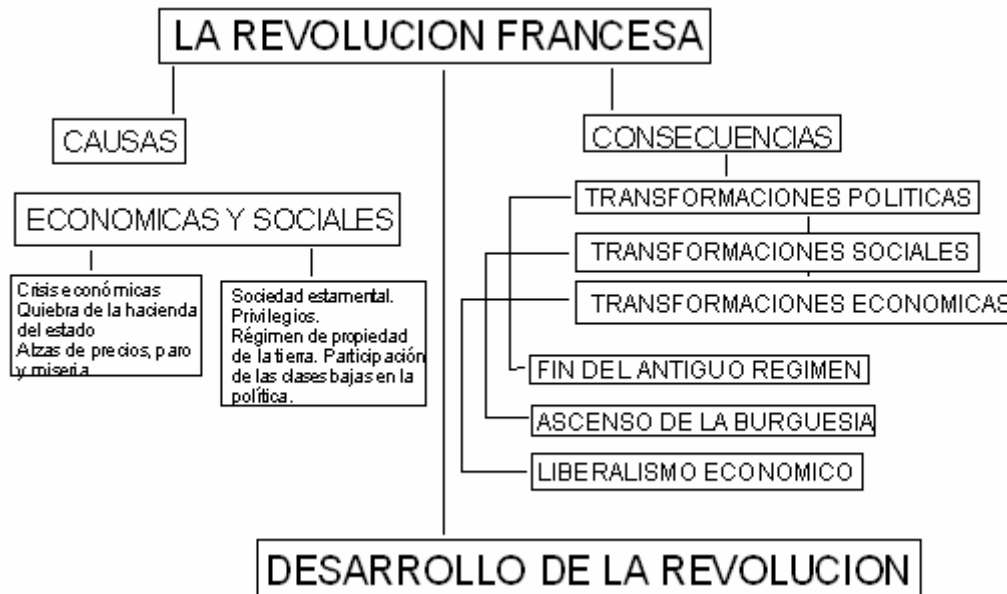 LA REVOLUCION FRANCESA
CAUSAS
CONSECUENCIAS
ECONOMICAS Y SOCIALES
Crisis económicas
Quiebra de la hacienda
del estado
Alzas de precios, paro
y miseria
Sociedad estamental.
Privilegios.
Régimen de propiedad
de la tierra. Participación
de las clases bajas en la
política.
TRANSFORMACIONES POLITICAS
TRANSFORMACIONES SOCIALES
TRANSFORMACIONES ECONOMICAS
FIN DEL ANTIGUO REGIMEN
ASCENSO DE LA BURGUESIA
LIBERALISMO ECONOMICO
DESARROLLO DE LA REVOLUCION